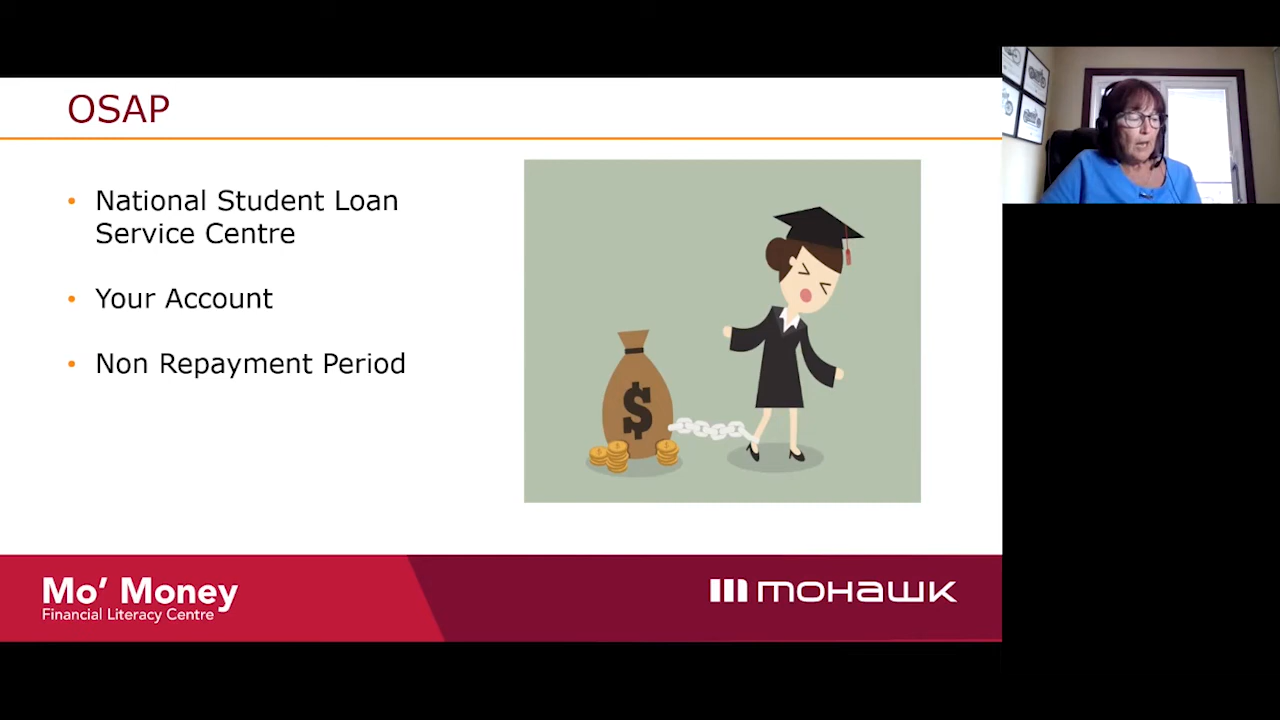 OSAP
• National Student Loan
Service Centre
• Your Account
• Non Repayment Period
$
Mo' Money
Financial Literacy Centre
mohawk